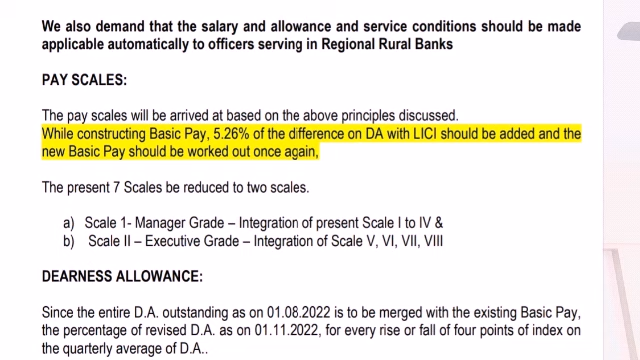 We also demand that the salary and allowance and service conditions should be made
applicable automatically to officers serving in Regional Rural Banks
PAY SCALES:
The pay scales will be arrived at based on the above principles discussed.
While constructing Basic Pay, 5.26% of the difference on DA with LICI should be added and the
new Basic Pay should be worked out once again,
The present 7 Scales be reduced to two scales.
a) Scale 1- Manager Grade – Integration of present Scale I to IV &
b) Scale II – Executive Grade – Integration of Scale V, VI, VII, VIII
DEARNESS ALLOWANCE:
Since the entire D.A. outstanding as on 01.08.2022 is to be merged with the existing Basic Pay,
the percentage of revised D.A. as on 01.11.2022, for every rise or fall of four points of index on
the quarterly average of D.A..